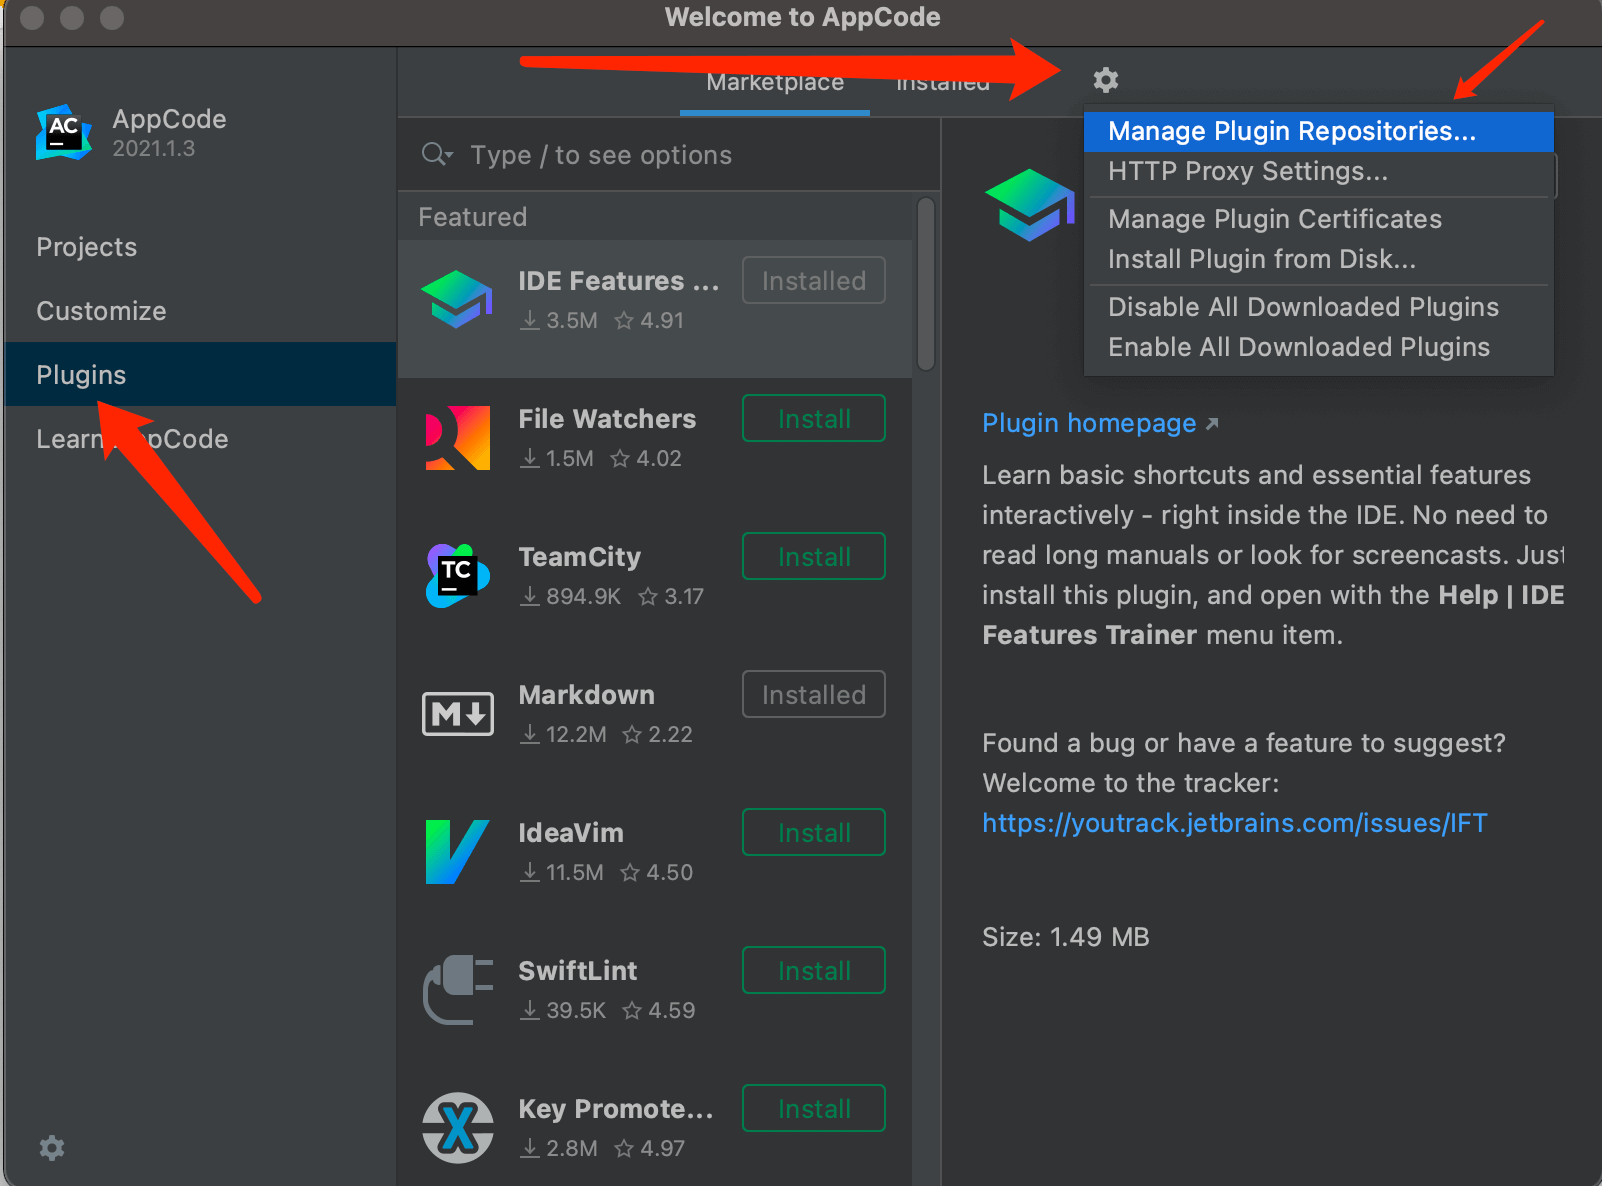 Welcome to AppCode
AC
AppCode
2021.1.3
Projects
Customize
Plugins
Learn AppCode
Marketplace
Installed
Type / to see options
Featured
IDE Features ...
Installed
3.5M 4.91
File Watchers
Install
1.5M 4.02
TC
TeamCity
Install
894.9K 3.17
M
Markdown
Installed
12.2M 2.22
IdeaVim
Install
11.5M 4.50
SwiftLint
Install
39.5K 4.59
X
Key Promote...
Install
2.8M 4.97
Manage Plugin Repositories...
HTTP Proxy Settings...
Manage Plugin Certificates
Install Plugin from Disk...
Disable All Downloaded Plugins
Enable All Downloaded Plugins
Plugin homepage
Learn basic shortcuts and essential features
interactively - right inside the IDE. No need to
read long manuals or look for screencasts. Just
install this plugin, and open with the Help | IDE
Features Trainer menu item.
Found a bug or have a feature to suggest?
Welcome to the tracker:
https://youtrack.jetbrains.com/issues/IFT
Size: 1.49 MB